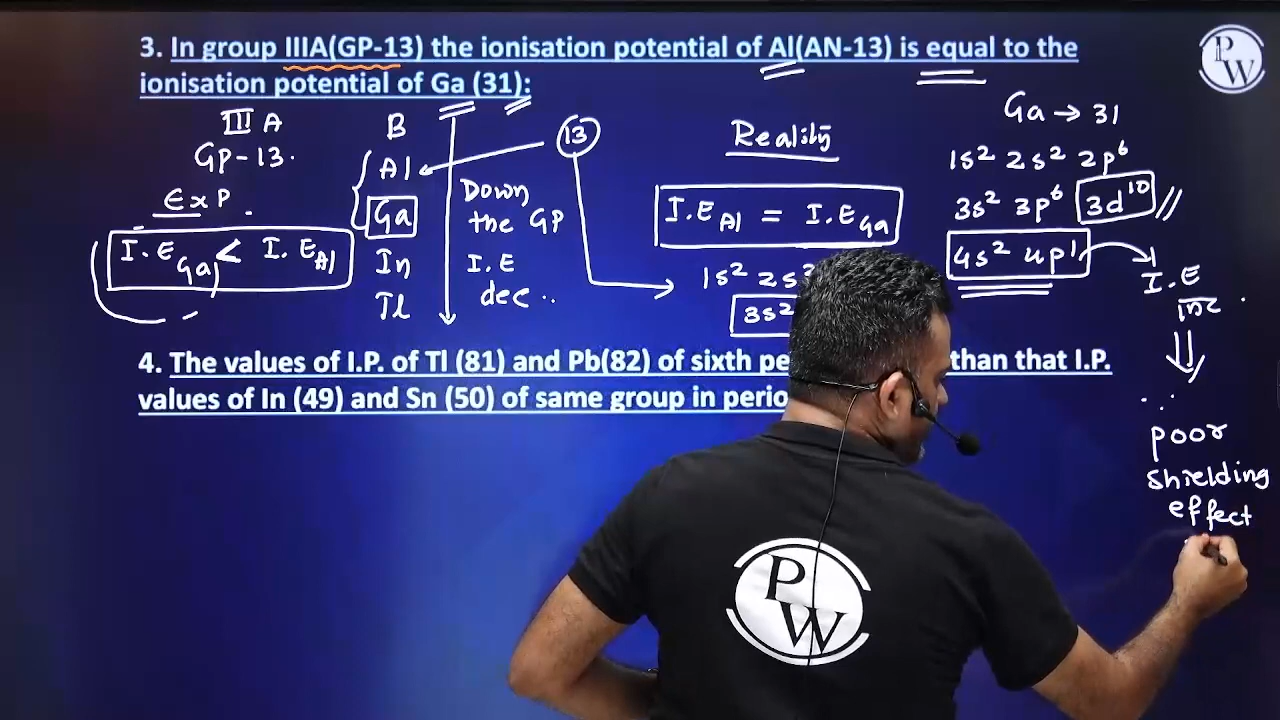 3. In group IIIA(GP-13) the ionisation potential of Al(AN-13) is equal to the
ionisation potential of Ga (31):
III A
GP-13.
Exp.
I.E Ga < I.E Al
B
Al
Ga
In
Tl
Down
the GP
I.E
dec..
13
Reality
I.E Al = I.E Ga
1s² 2s²
3s²
Ga → 31
1s² 2s² 2p⁶
3s² 3p⁶ 3d¹⁰
4s² 4p¹
I.E
inc.
poor
shielding
effect
4. The values of I.P. of Tl (81) and Pb(82) of sixth than that I.P.
values of In (49) and Sn (50) of same group in
PW
PW